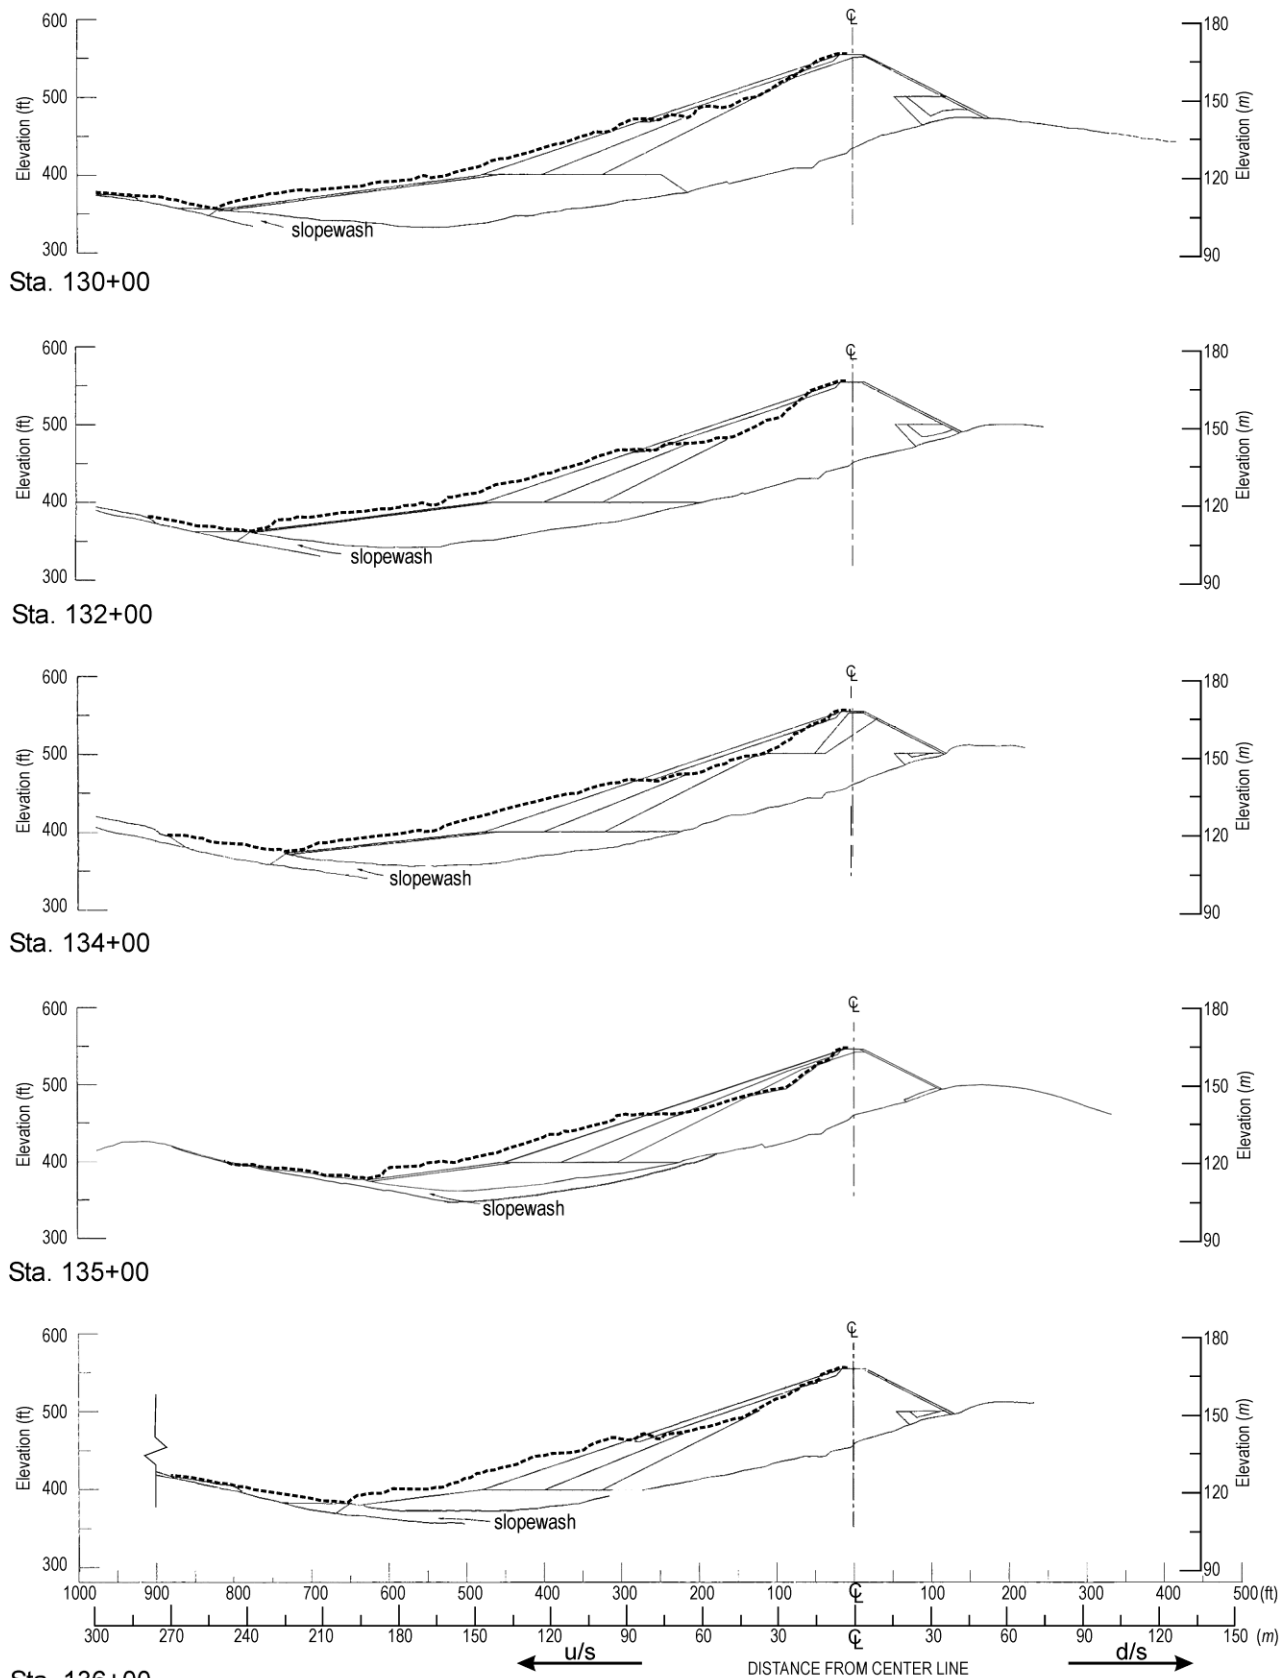 ℄
600
180
Elevation (ft)
500
150
Elevation (m)
400
120
slopewash
300
90
Sta. 130+00
℄
600
180
Elevation (ft)
500
150
Elevation (m)
400
120
slopewash
300
90
Sta. 132+00
℄
600
180
Elevation (ft)
500
150
Elevation (m)
400
120
slopewash
300
90
Sta. 134+00
℄
600
180
Elevation (ft)
500
150
Elevation (m)
400
120
slopewash
300
90
Sta. 135+00
℄
600
180
Elevation (ft)
500
150
Elevation (m)
400
120
slopewash
300
90
1000 900 800 700 600 500 400 300 200 100 ℄ 100 200 300 400 500 (ft)
300 270 240 210 180 150 120 90 60 30 ℄ 30 60 90 120 150 (m)
u/s d/s
DISTANCE FROM CENTER LINE
Sta. 136+00